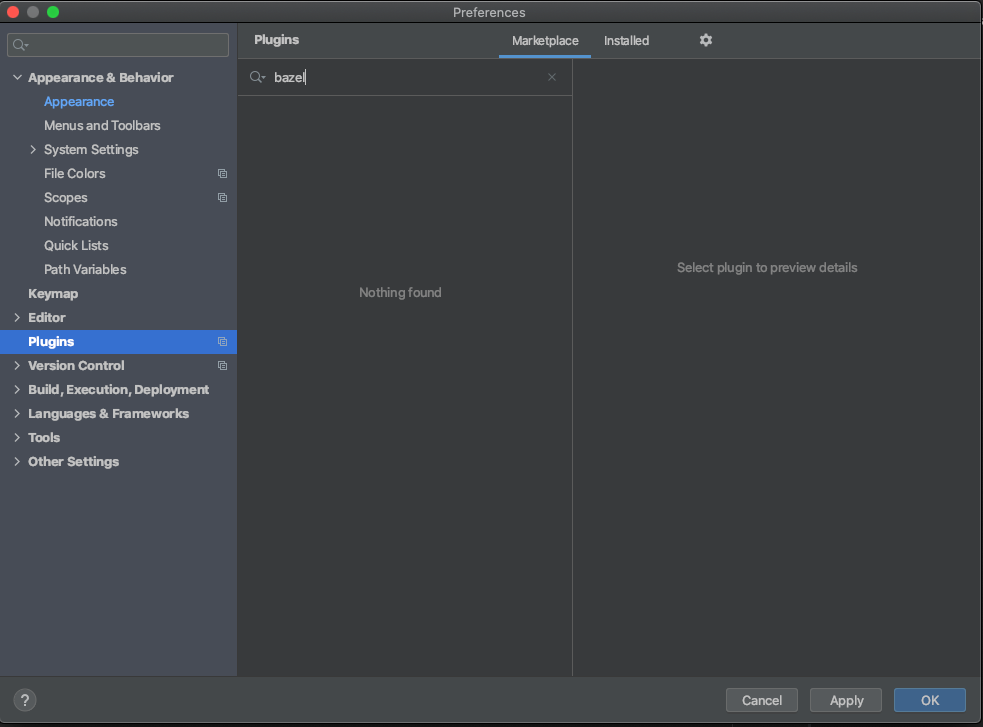 Preferences
Plugins
Marketplace
Installed
Appearance & Behavior
Appearance
Menus and Toolbars
System Settings
File Colors
Scopes
Notifications
Quick Lists
Path Variables
Keymap
Editor
Plugins
Version Control
Build, Execution, Deployment
Languages & Frameworks
Tools
Other Settings
bazel
Nothing found
Select plugin to preview details
?
Cancel
Apply
OK